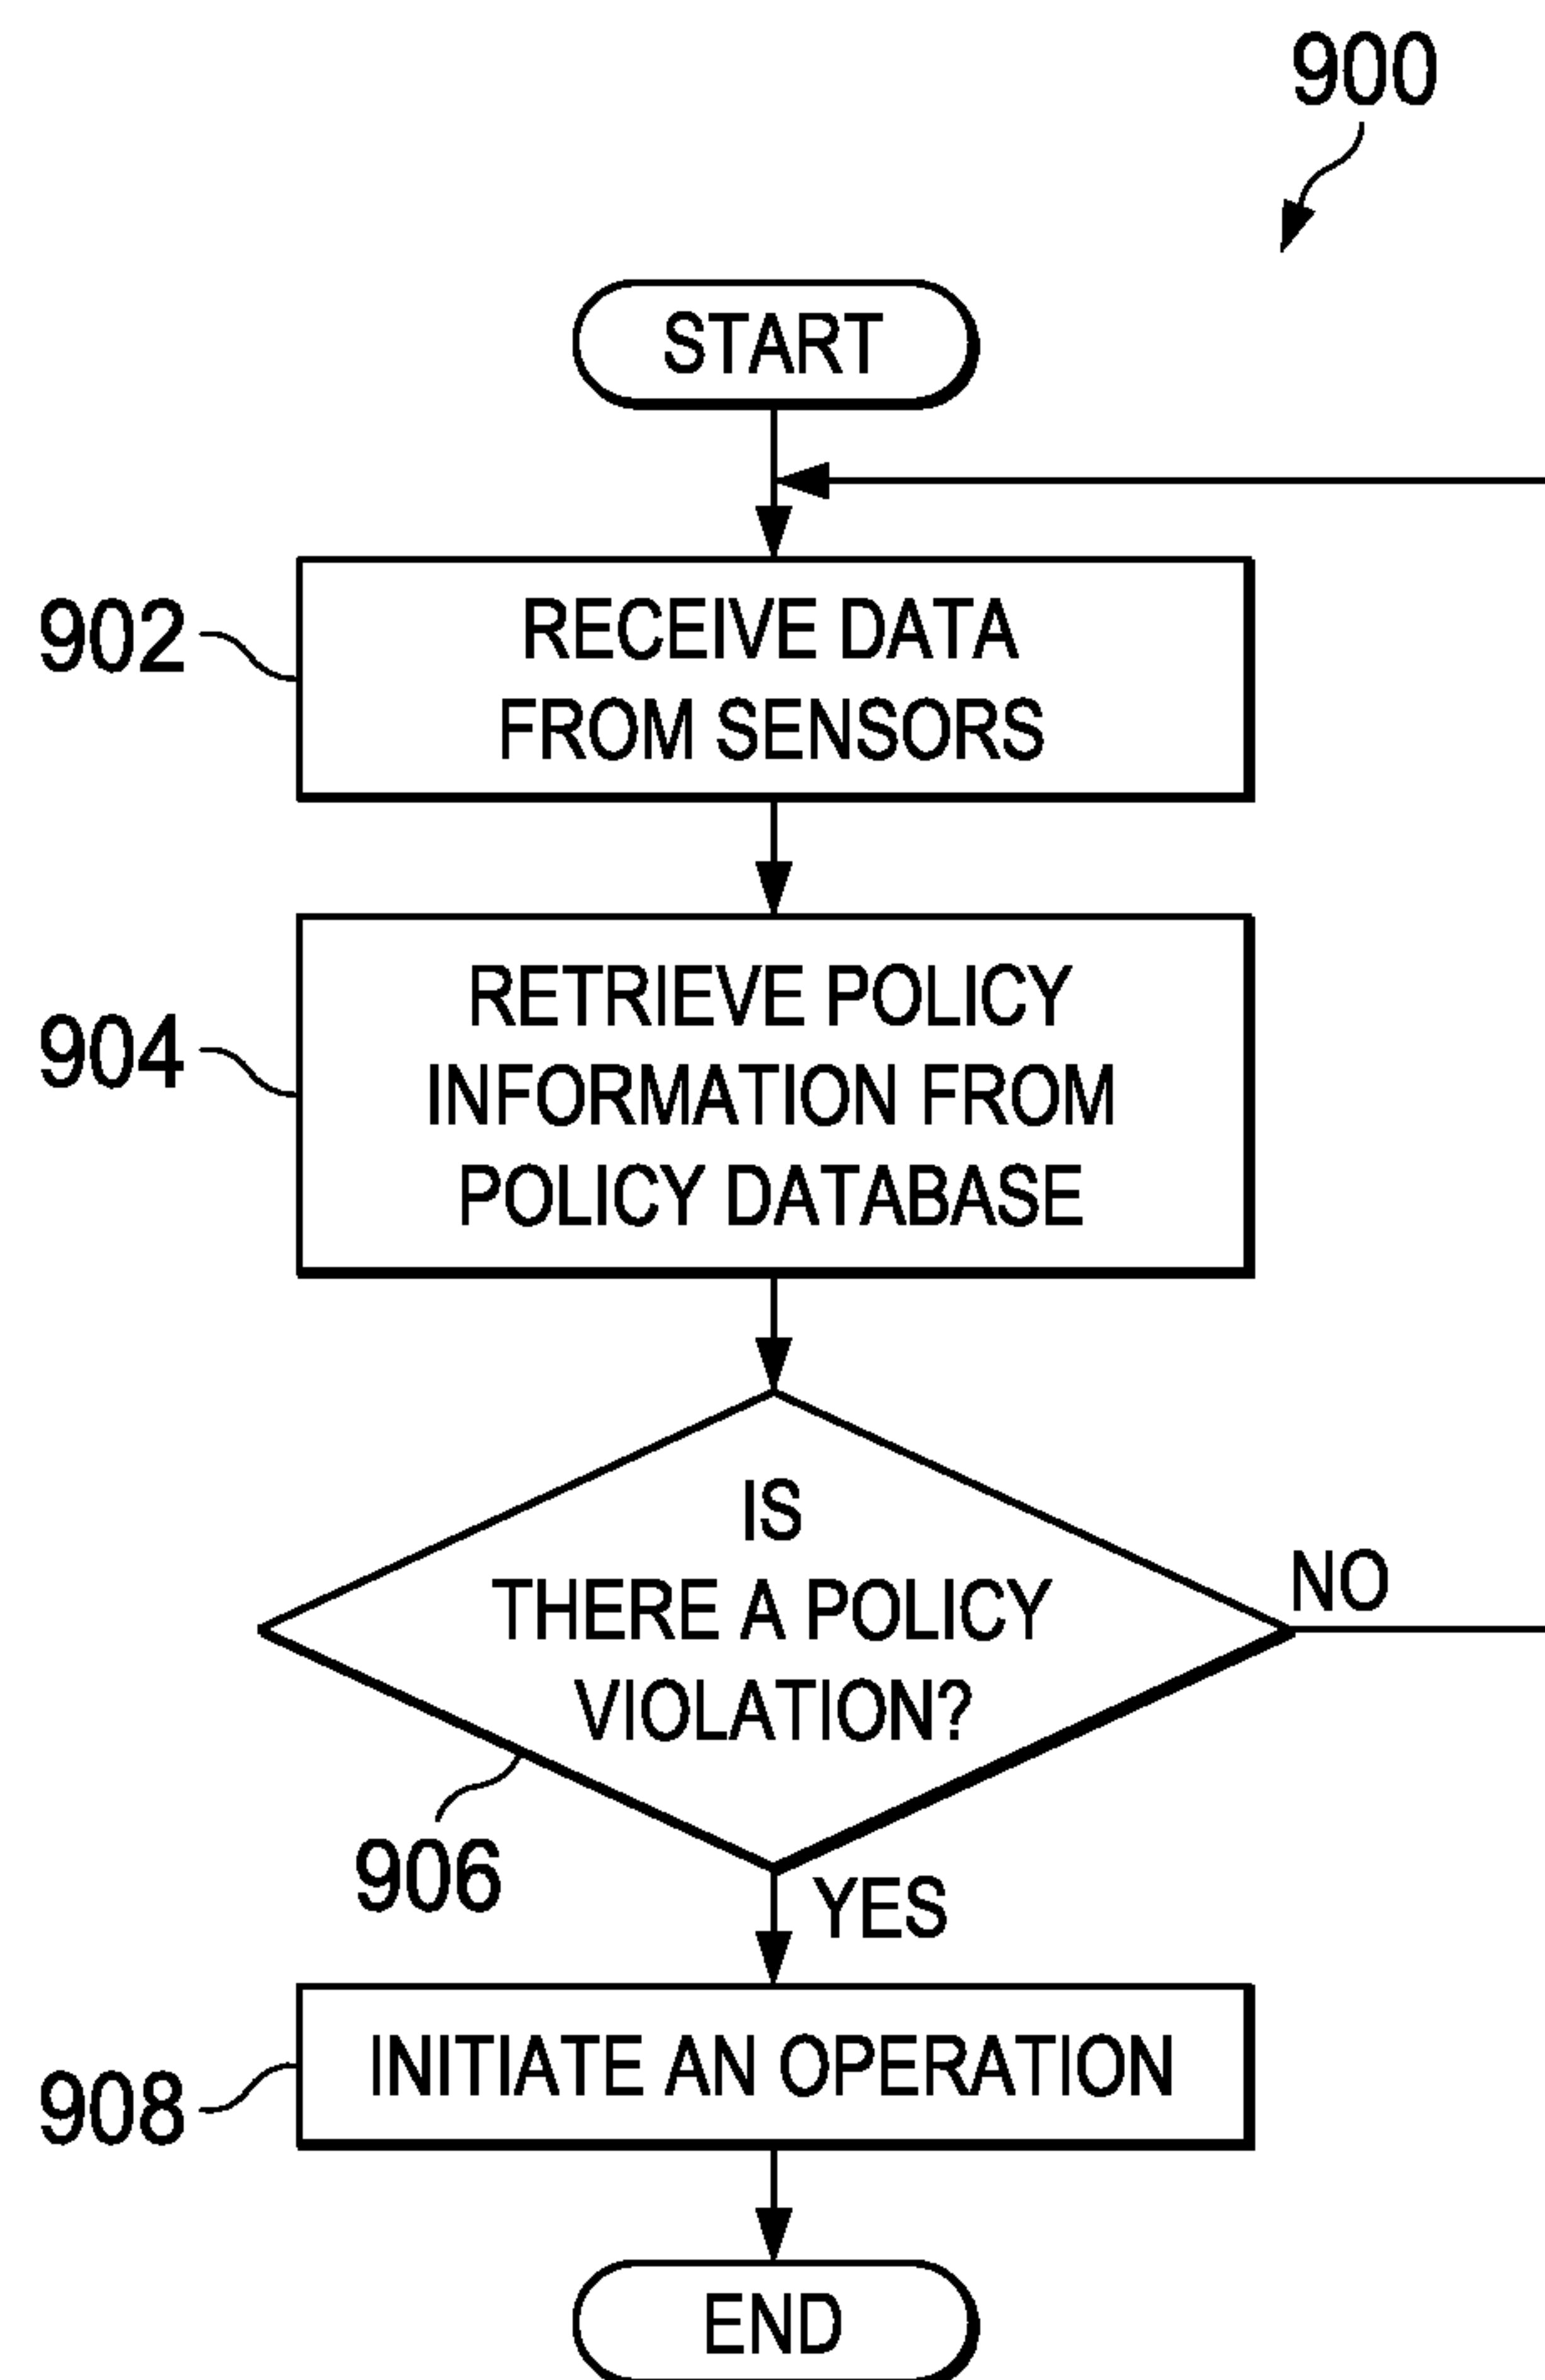 900
START
902
RECEIVE DATA
FROM SENSORS
904
RETRIEVE POLICY
INFORMATION FROM
POLICY DATABASE
IS
THERE A POLICY
VIOLATION?
NO
906
YES
908
INITIATE AN OPERATION
END